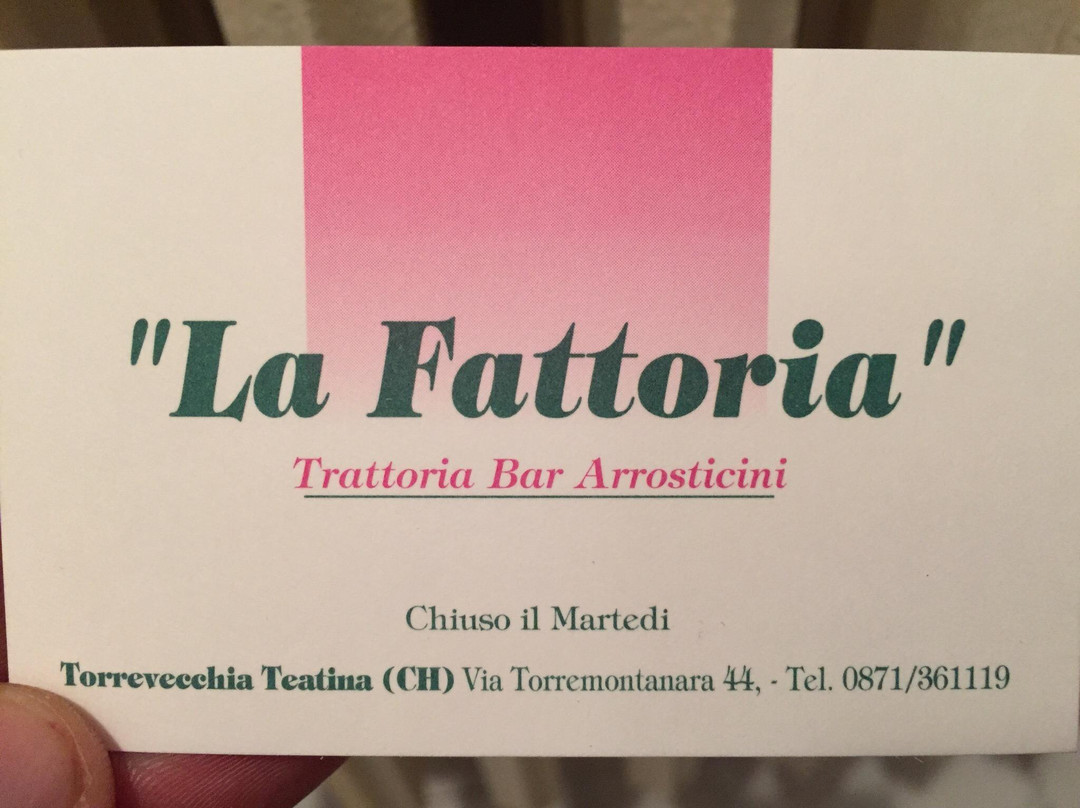 "La Fattoria"
Trattoria Bar Arrosticini
Chiuso il Martedi
Torrevecchia Teatina (CH) Via Torremontanara 44, - Tel. 0871/361119